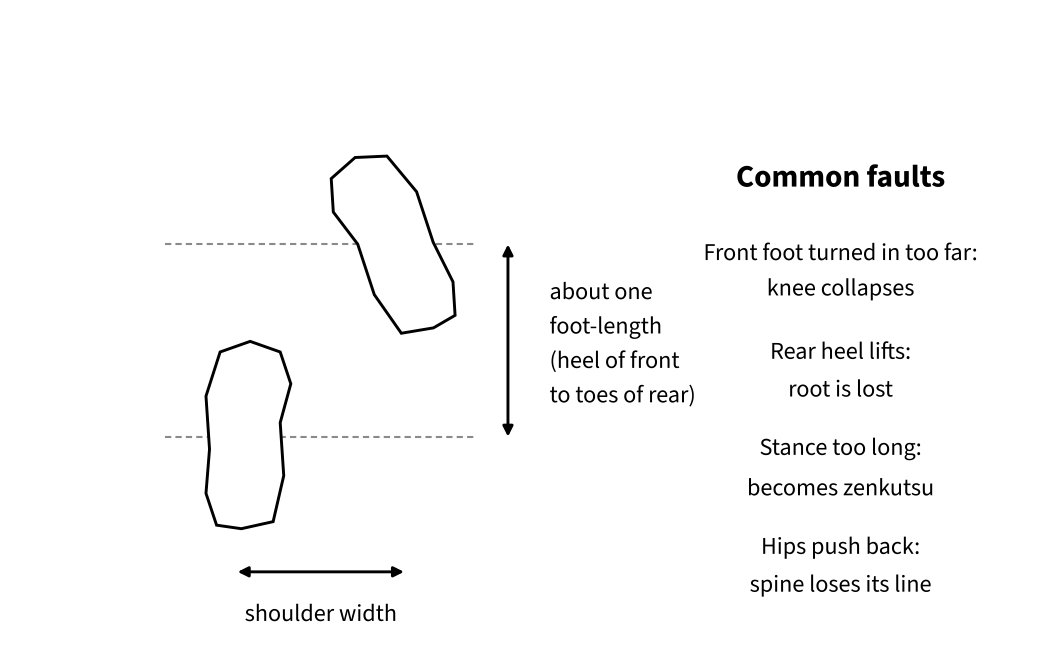 about one
foot-length
(heel of front
to toes of rear)
shoulder width
Common faults
Front foot turned in too far:
knee collapses
Rear heel lifts:
root is lost
Stance too long:
becomes zenkutsu
Hips push back:
spine loses its line